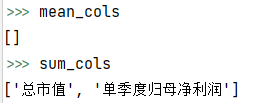 >>> mean_cols
[]
>>> sum_cols
['总市值', '单季度归母净利润']